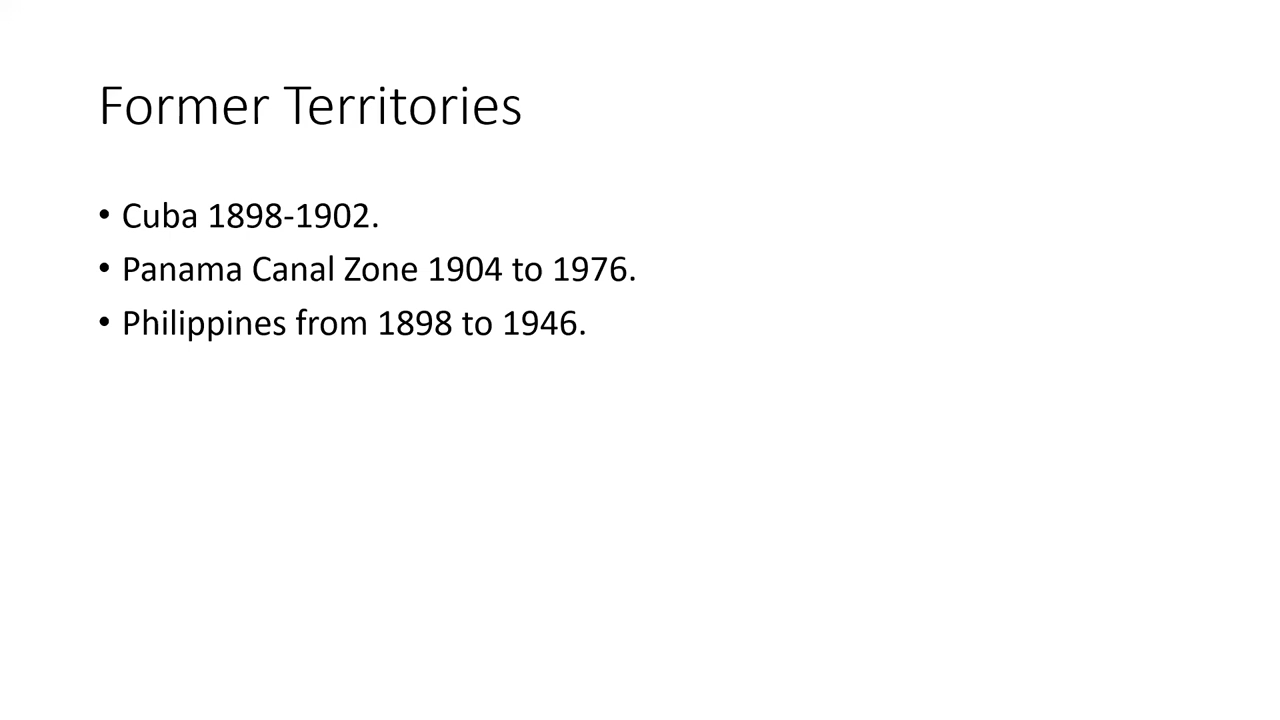 Former Territories
• Cuba 1898-1902.
• Panama Canal Zone 1904 to 1976.
• Philippines from 1898 to 1946.